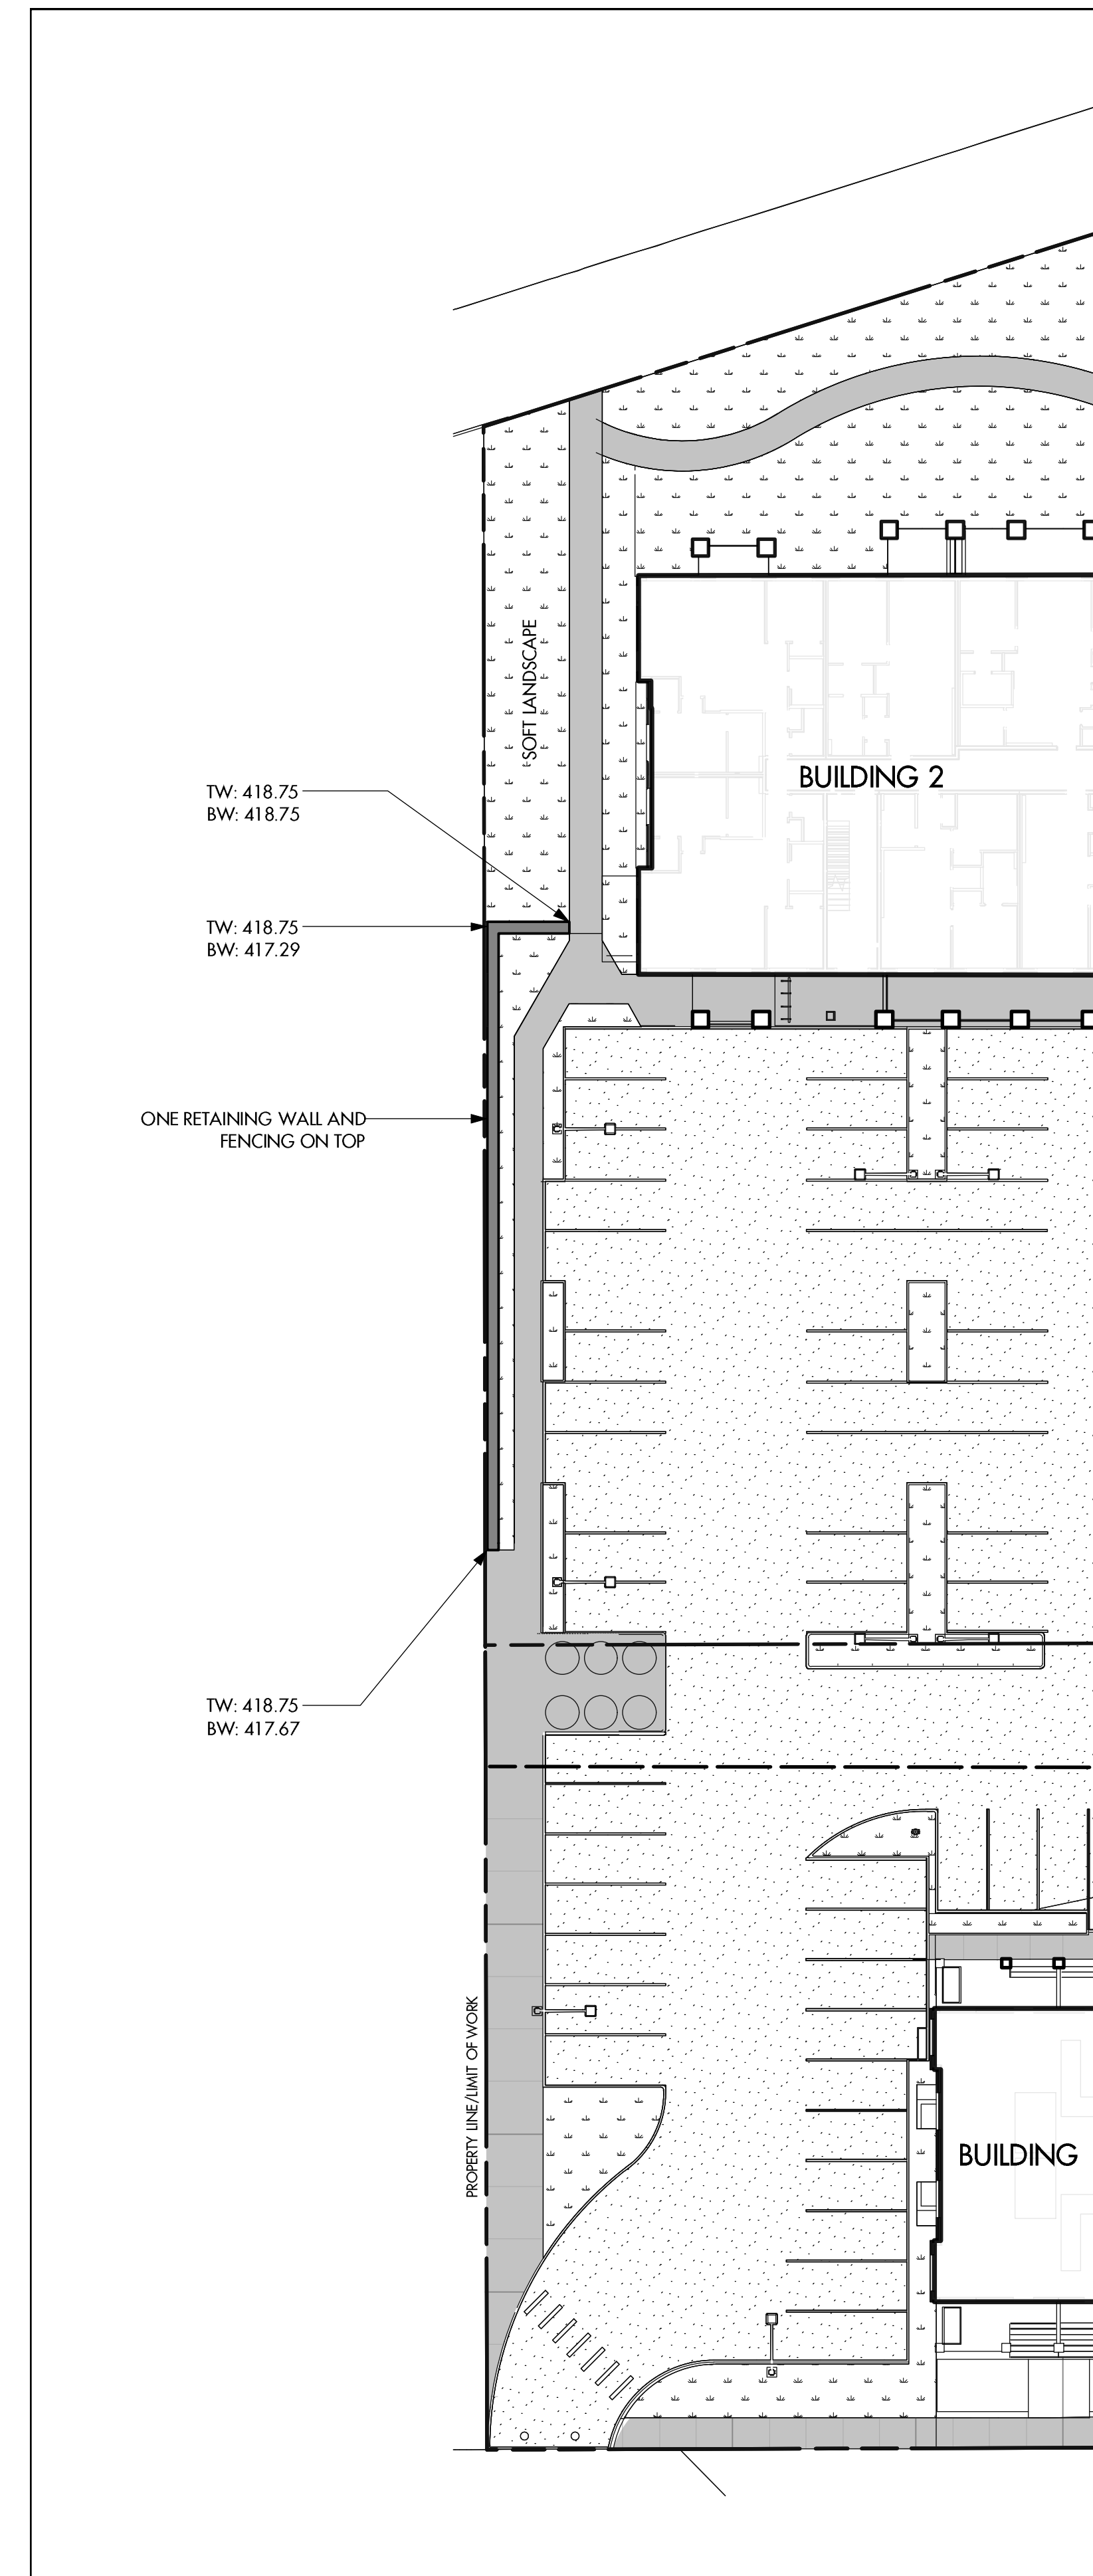 SOFT LANDSCAPE
BUILDING 2
TW: 418.75
BW: 418.75
TW: 418.75
BW: 417.29
ONE RETAINING WALL AND
FENCING ON TOP
TW: 418.75
BW: 417.67
PROPERTY LINE/LIMIT OF WORK
BUILDING